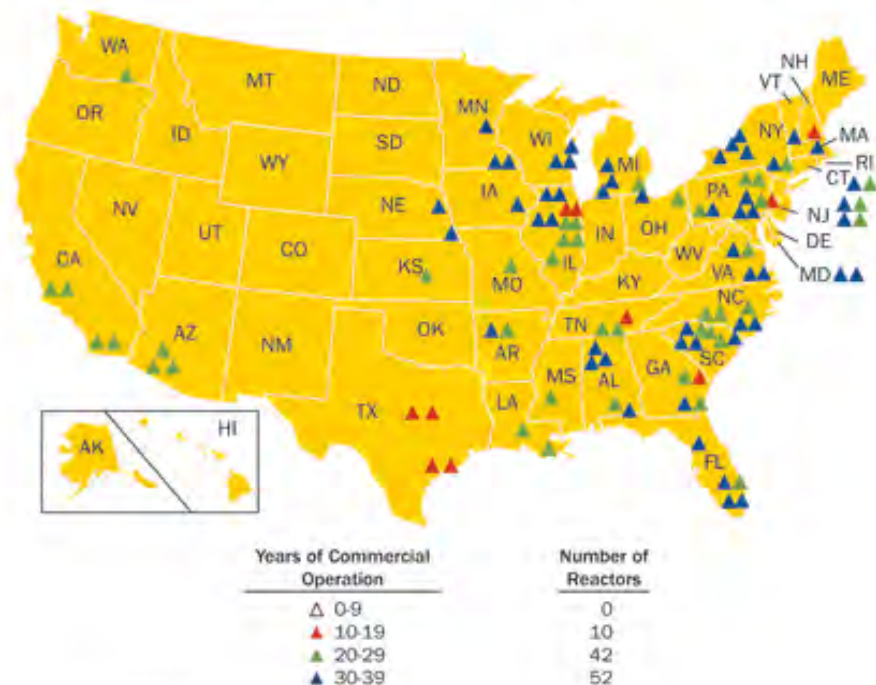 NH
WA
VT
ME
MT
ND
MN
OR
NY
MA
ID
SD
WI
MI
RI
WY
CT
IA
PA
NE
NJ
NV
OH
IN
UT
IL
DE
CO
WV
CA
VA
MD
KS
MO
KY
NC
TN
OK
AZ
NM
AR
SC
MS
AL
GA
TX
LA
HI
AK
FL
Years of Commercial Number of
Operation Reactors
0-9 0
10-19 10
20-29 42
30-39 52